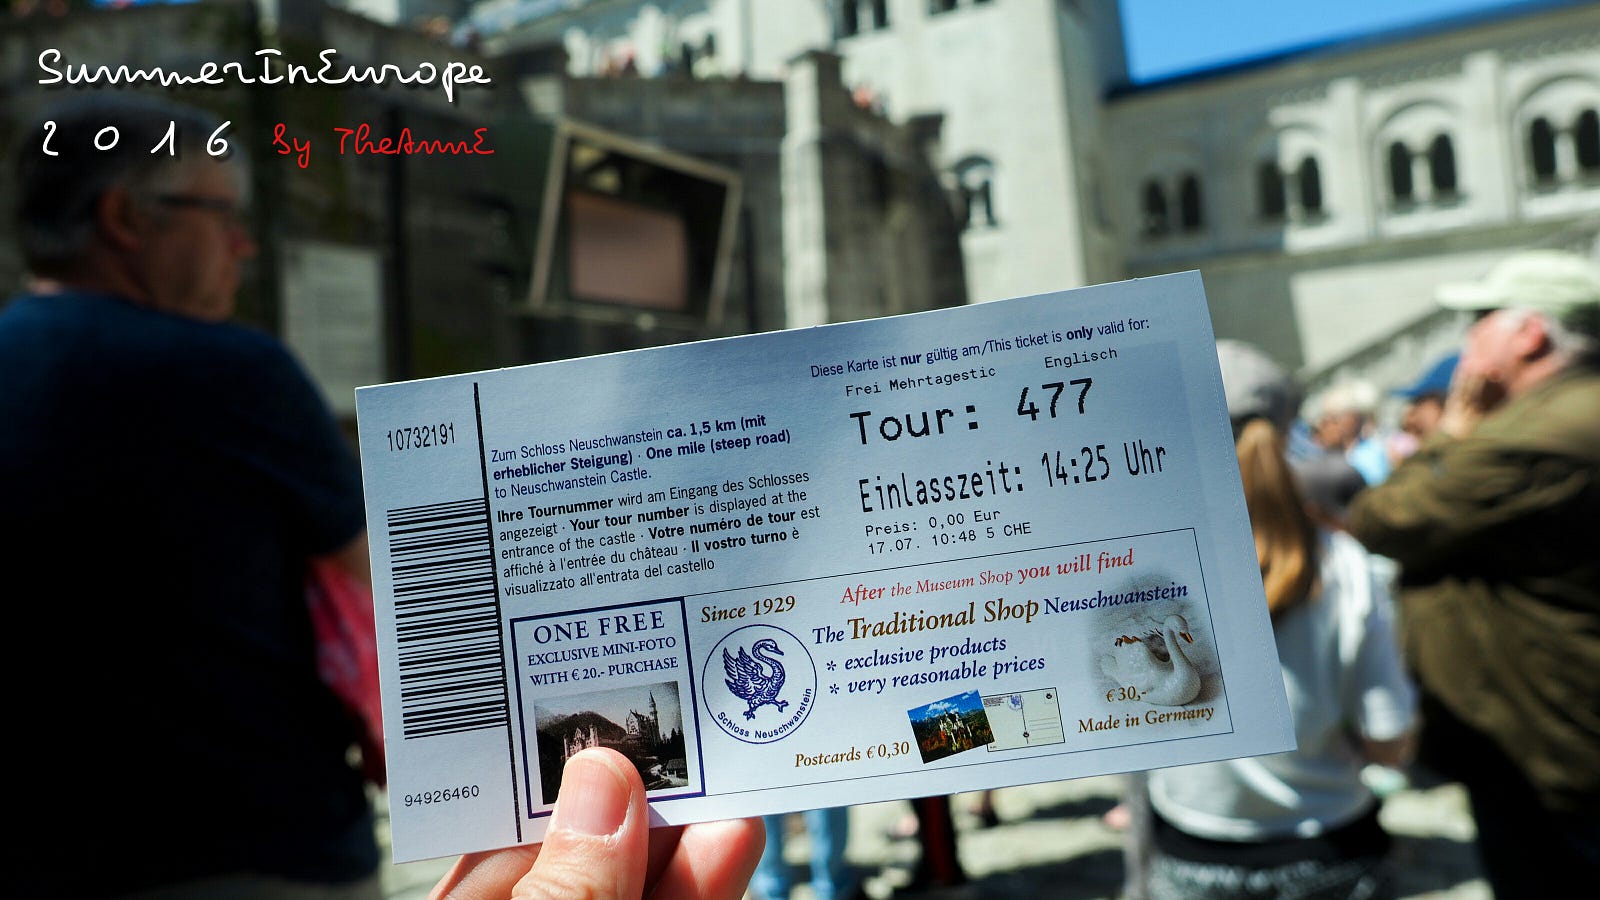 SummerInEurope
2016 By TheAnnE
Diese Karte ist nur gültig am/This ticket is only valid for:
Frei Mehrtagestic Englisch
Tour: 477
Einlasszeit: 14:25 Uhr
Preis: 0,00 Eur
17.07. 10:48 5 CHE
10732191
94926460
Zum Schloss Neuschwanstein ca. 1,5 km (mit
erheblicher Steigung) · One mile (steep road)
to Neuschwanstein Castle.
Ihre Tournummer wird am Eingang des Schlosses
angezeigt · Your tour number is displayed at the
entrance of the castle · Votre numéro de tour est
affiché à l'entrée du château · Il vostro turno è
visualizzato all'entrata del castello
ONE FREE
EXCLUSIVE MINI-FOTO
WITH € 20.- PURCHASE
Since 1929
Schloss Neuschwanstein
After the Museum Shop you will find
The Traditional Shop Neuschwanstein
* exclusive products
* very reasonable prices
Postcards € 0,30
€ 30,-
Made in Germany